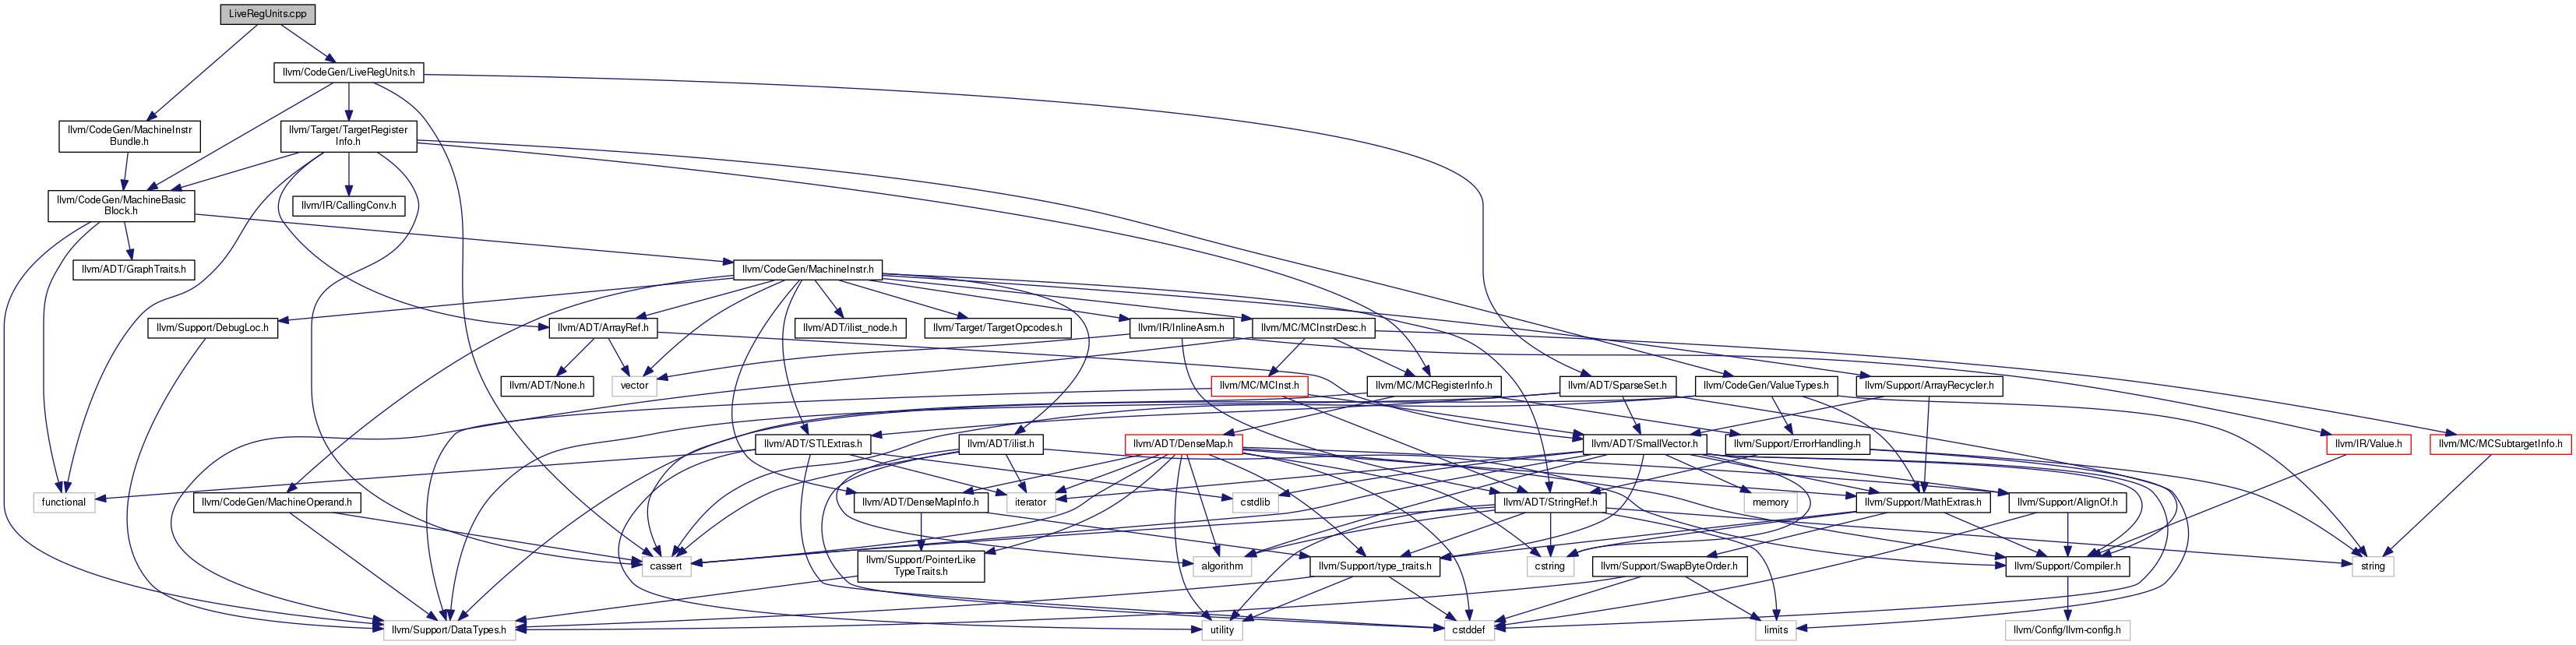 LiveRegUnits.cpp
llvm/CodeGen/LiveRegUnits.h
llvm/CodeGen/MachineInstr
Bundle.h
llvm/Target/TargetRegister
Info.h
llvm/CodeGen/MachineBasic
Block.h
llvm/IR/CallingConv.h
llvm/ADT/GraphTraits.h
llvm/CodeGen/MachineInstr.h
llvm/Support/DebugLoc.h
llvm/ADT/ArrayRef.h
llvm/ADT/ilist_node.h
llvm/Target/TargetOpcodes.h
llvm/IR/InlineAsm.h
llvm/MC/MCInstrDesc.h
llvm/ADT/None.h
vector
llvm/MC/MCInst.h
llvm/MC/MCRegisterInfo.h
llvm/ADT/SparseSet.h
llvm/CodeGen/ValueTypes.h
llvm/Support/ArrayRecycler.h
llvm/ADT/STLExtras.h
llvm/ADT/ilist.h
llvm/ADT/DenseMap.h
llvm/ADT/SmallVector.h
llvm/Support/ErrorHandling.h
llvm/IR/Value.h
llvm/MC/MCSubtargetInfo.h
functional
llvm/CodeGen/MachineOperand.h
llvm/ADT/DenseMapInfo.h
iterator
cstdlib
llvm/ADT/StringRef.h
memory
llvm/Support/MathExtras.h
llvm/Support/AlignOf.h
cassert
llvm/Support/PointerLike
TypeTraits.h
algorithm
llvm/Support/type_traits.h
cstring
llvm/Support/SwapByteOrder.h
llvm/Support/Compiler.h
string
llvm/Support/DataTypes.h
utility
cstddef
limits
llvm/Config/llvm-config.h